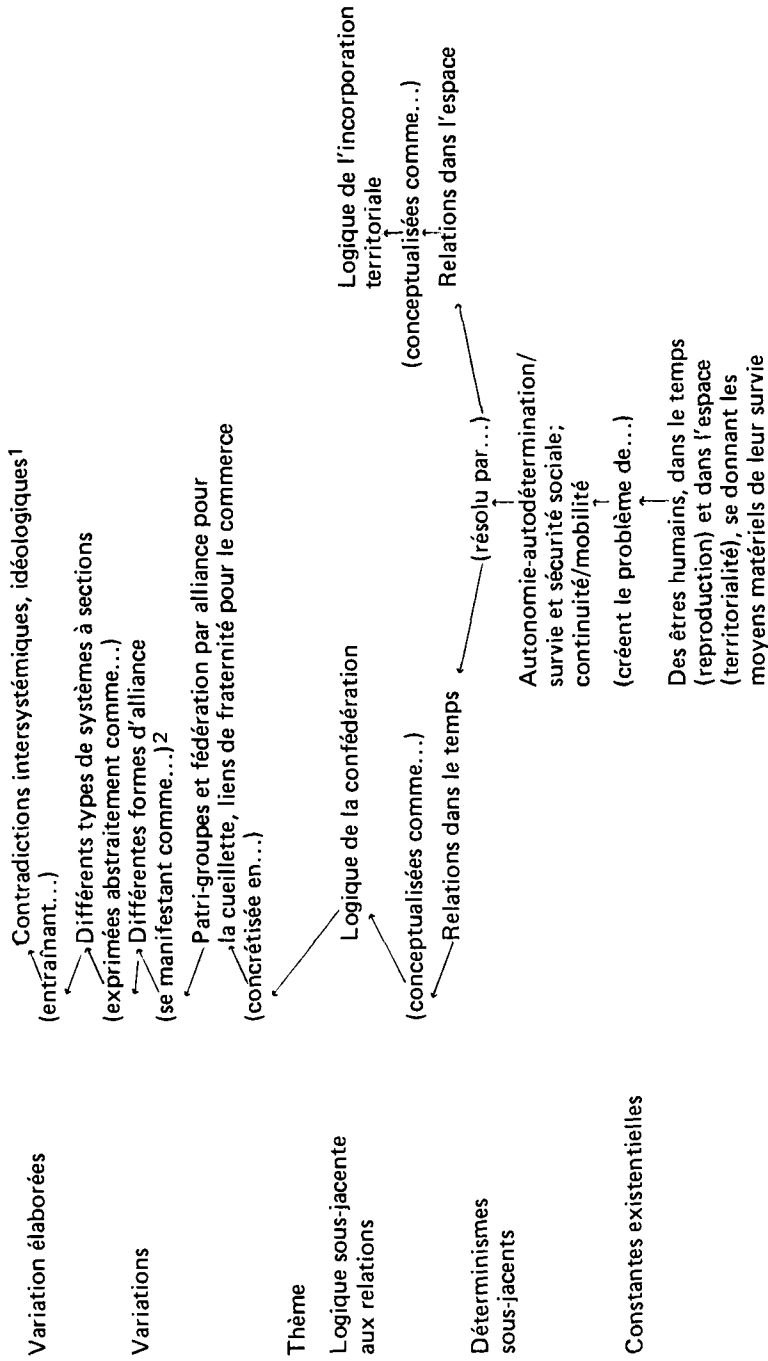 Variation élaborées
Contradictions intersystémiques, idéologiques¹
(entraînant...)
Différents types de systèmes à sections
(exprimées abstraitement comme...)
Variations
Différentes formes d'alliance
(se manifestant comme...)²
Patri-groupes et fédération par alliance pour
la cueillette, liens de fraternité pour le commerce
(concrétisée en...)
Thème
Logique sous-jacente
aux relations
Logique de la confédération
Logique de l'incorporation
territoriale
(conceptualisées comme...)
(conceptualisées comme...)
Relations dans le temps
Relations dans l'espace
Déterminismes
sous-jacents
(résolu par...)
Autonomie-autodétermination/
survie et sécurité sociale;
continuité/mobilité
(créent le problème de...)
Constantes existentielles
Des êtres humains, dans le temps
(reproduction) et dans l'espace
(territorialité), se donnant les
moyens matériels de leur survie